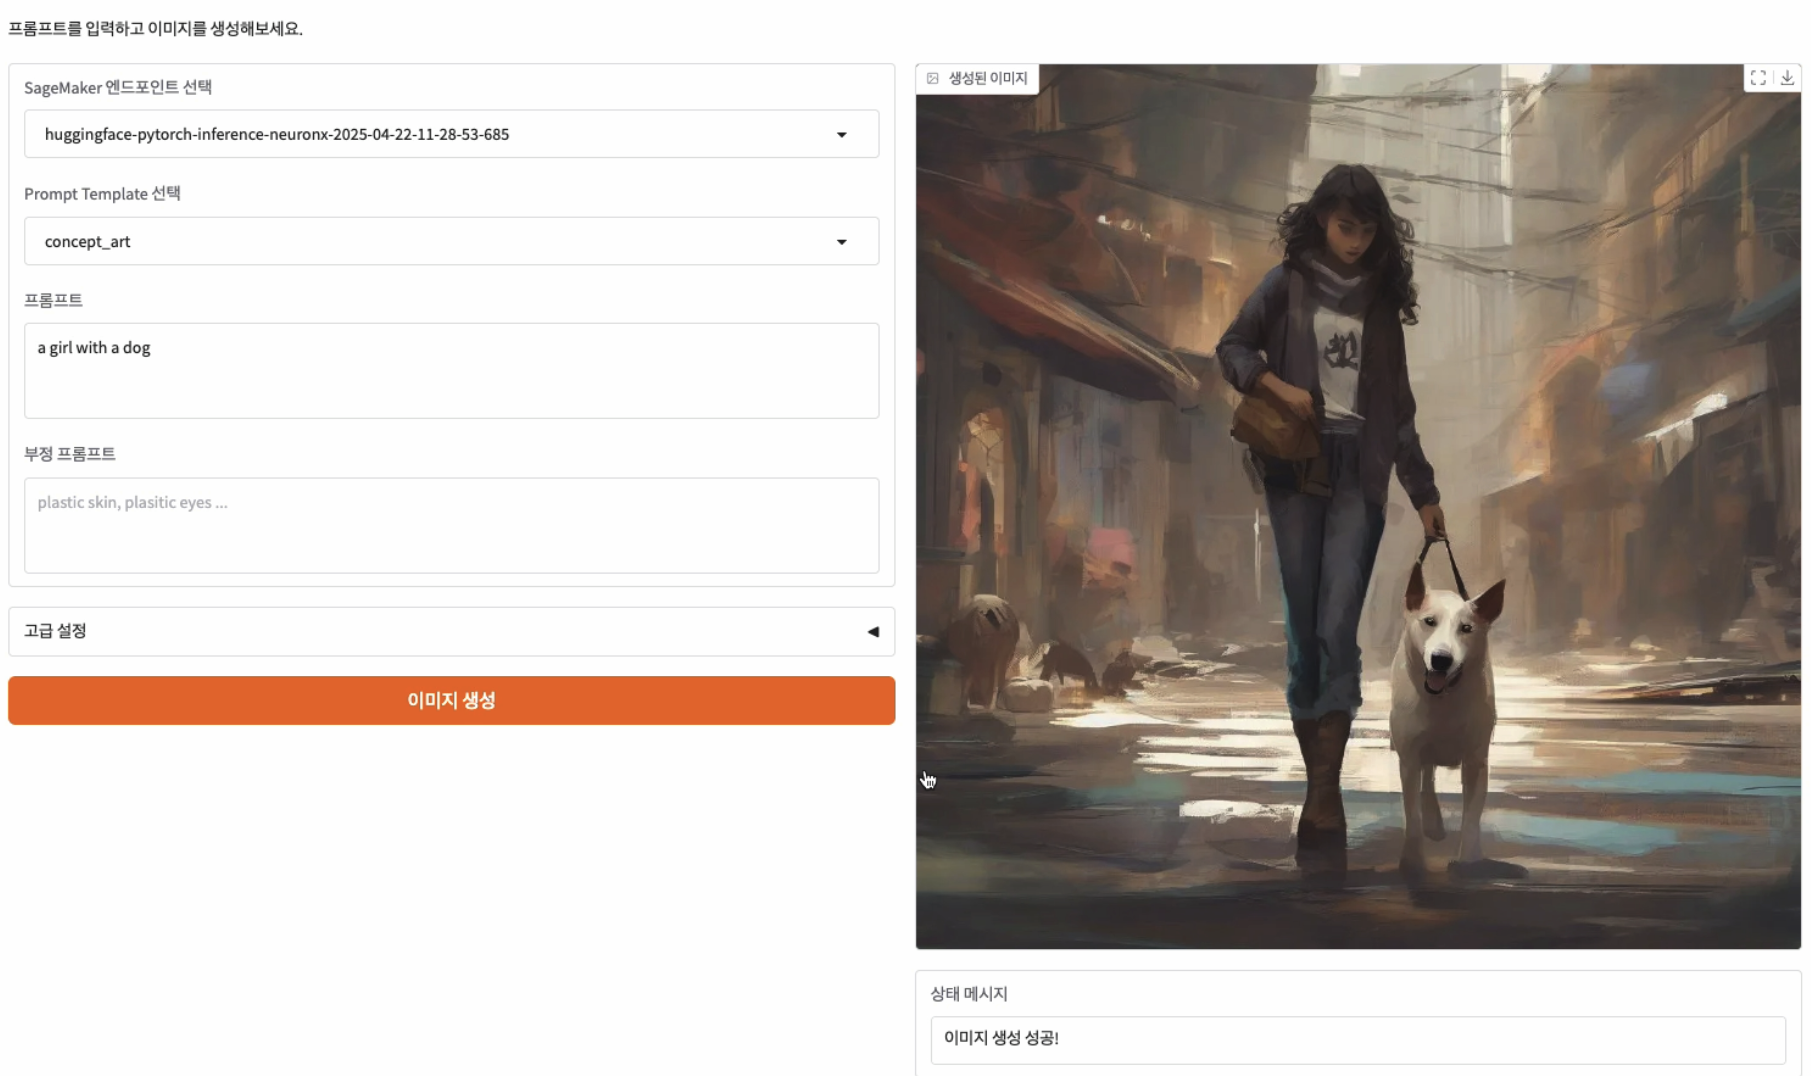 프롬프트를 입력하고 이미지를 생성해보세요.
SageMaker 엔드포인트 선택
huggingface-pytorch-inference-neuronx-2025-04-22-11-28-53-685
Prompt Template 선택
concept_art
프롬프트
a girl with a dog
부정 프롬프트
plastic skin, plasitic eyes ...
고급 설정
이미지 생성
생성된 이미지
상태 메시지
이미지 생성 성공!